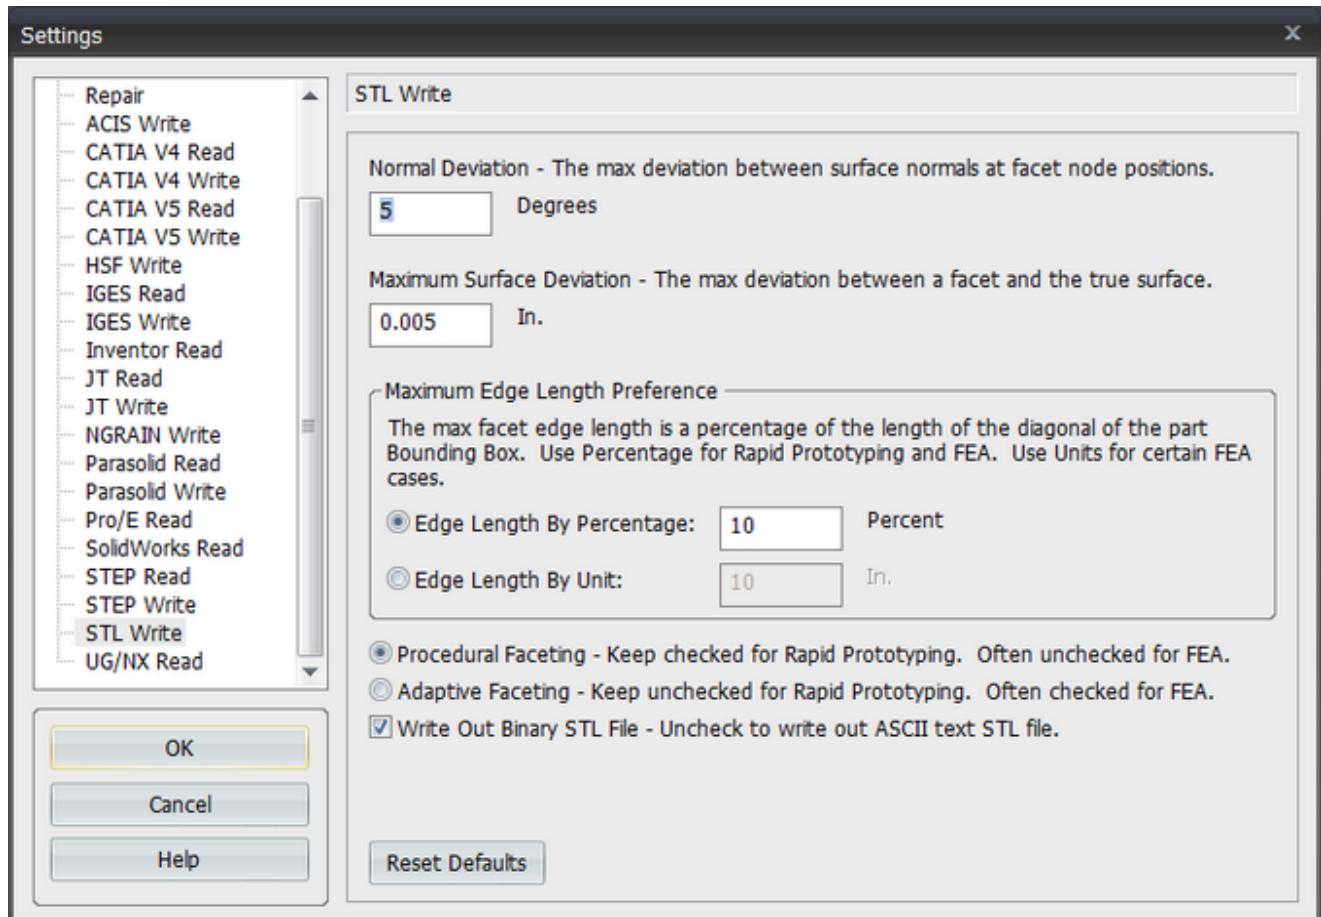 Settings
x
Repair
ACIS Write
CATIA V4 Read
CATIA V4 Write
CATIA V5 Read
CATIA V5 Write
HSF Write
IGES Read
IGES Write
Inventor Read
JT Read
JT Write
NGRAIN Write
Parasolid Read
Parasolid Write
Pro/E Read
SolidWorks Read
STEP Read
STEP Write
STL Write
UG/NX Read
OK
Cancel
Help
STL Write
Normal Deviation - The max deviation between surface normals at facet node positions.
5 Degrees
Maximum Surface Deviation - The max deviation between a facet and the true surface.
0.005 In.
Maximum Edge Length Preference
The max facet edge length is a percentage of the length of the diagonal of the part
Bounding Box.  Use Percentage for Rapid Prototyping and FEA.  Use Units for certain FEA
cases.
Edge Length By Percentage: 10 Percent
Edge Length By Unit: 10 In.
Procedural Faceting - Keep checked for Rapid Prototyping.  Often unchecked for FEA.
Adaptive Faceting - Keep unchecked for Rapid Prototyping.  Often checked for FEA.
Write Out Binary STL File - Uncheck to write out ASCII text STL file.
Reset Defaults